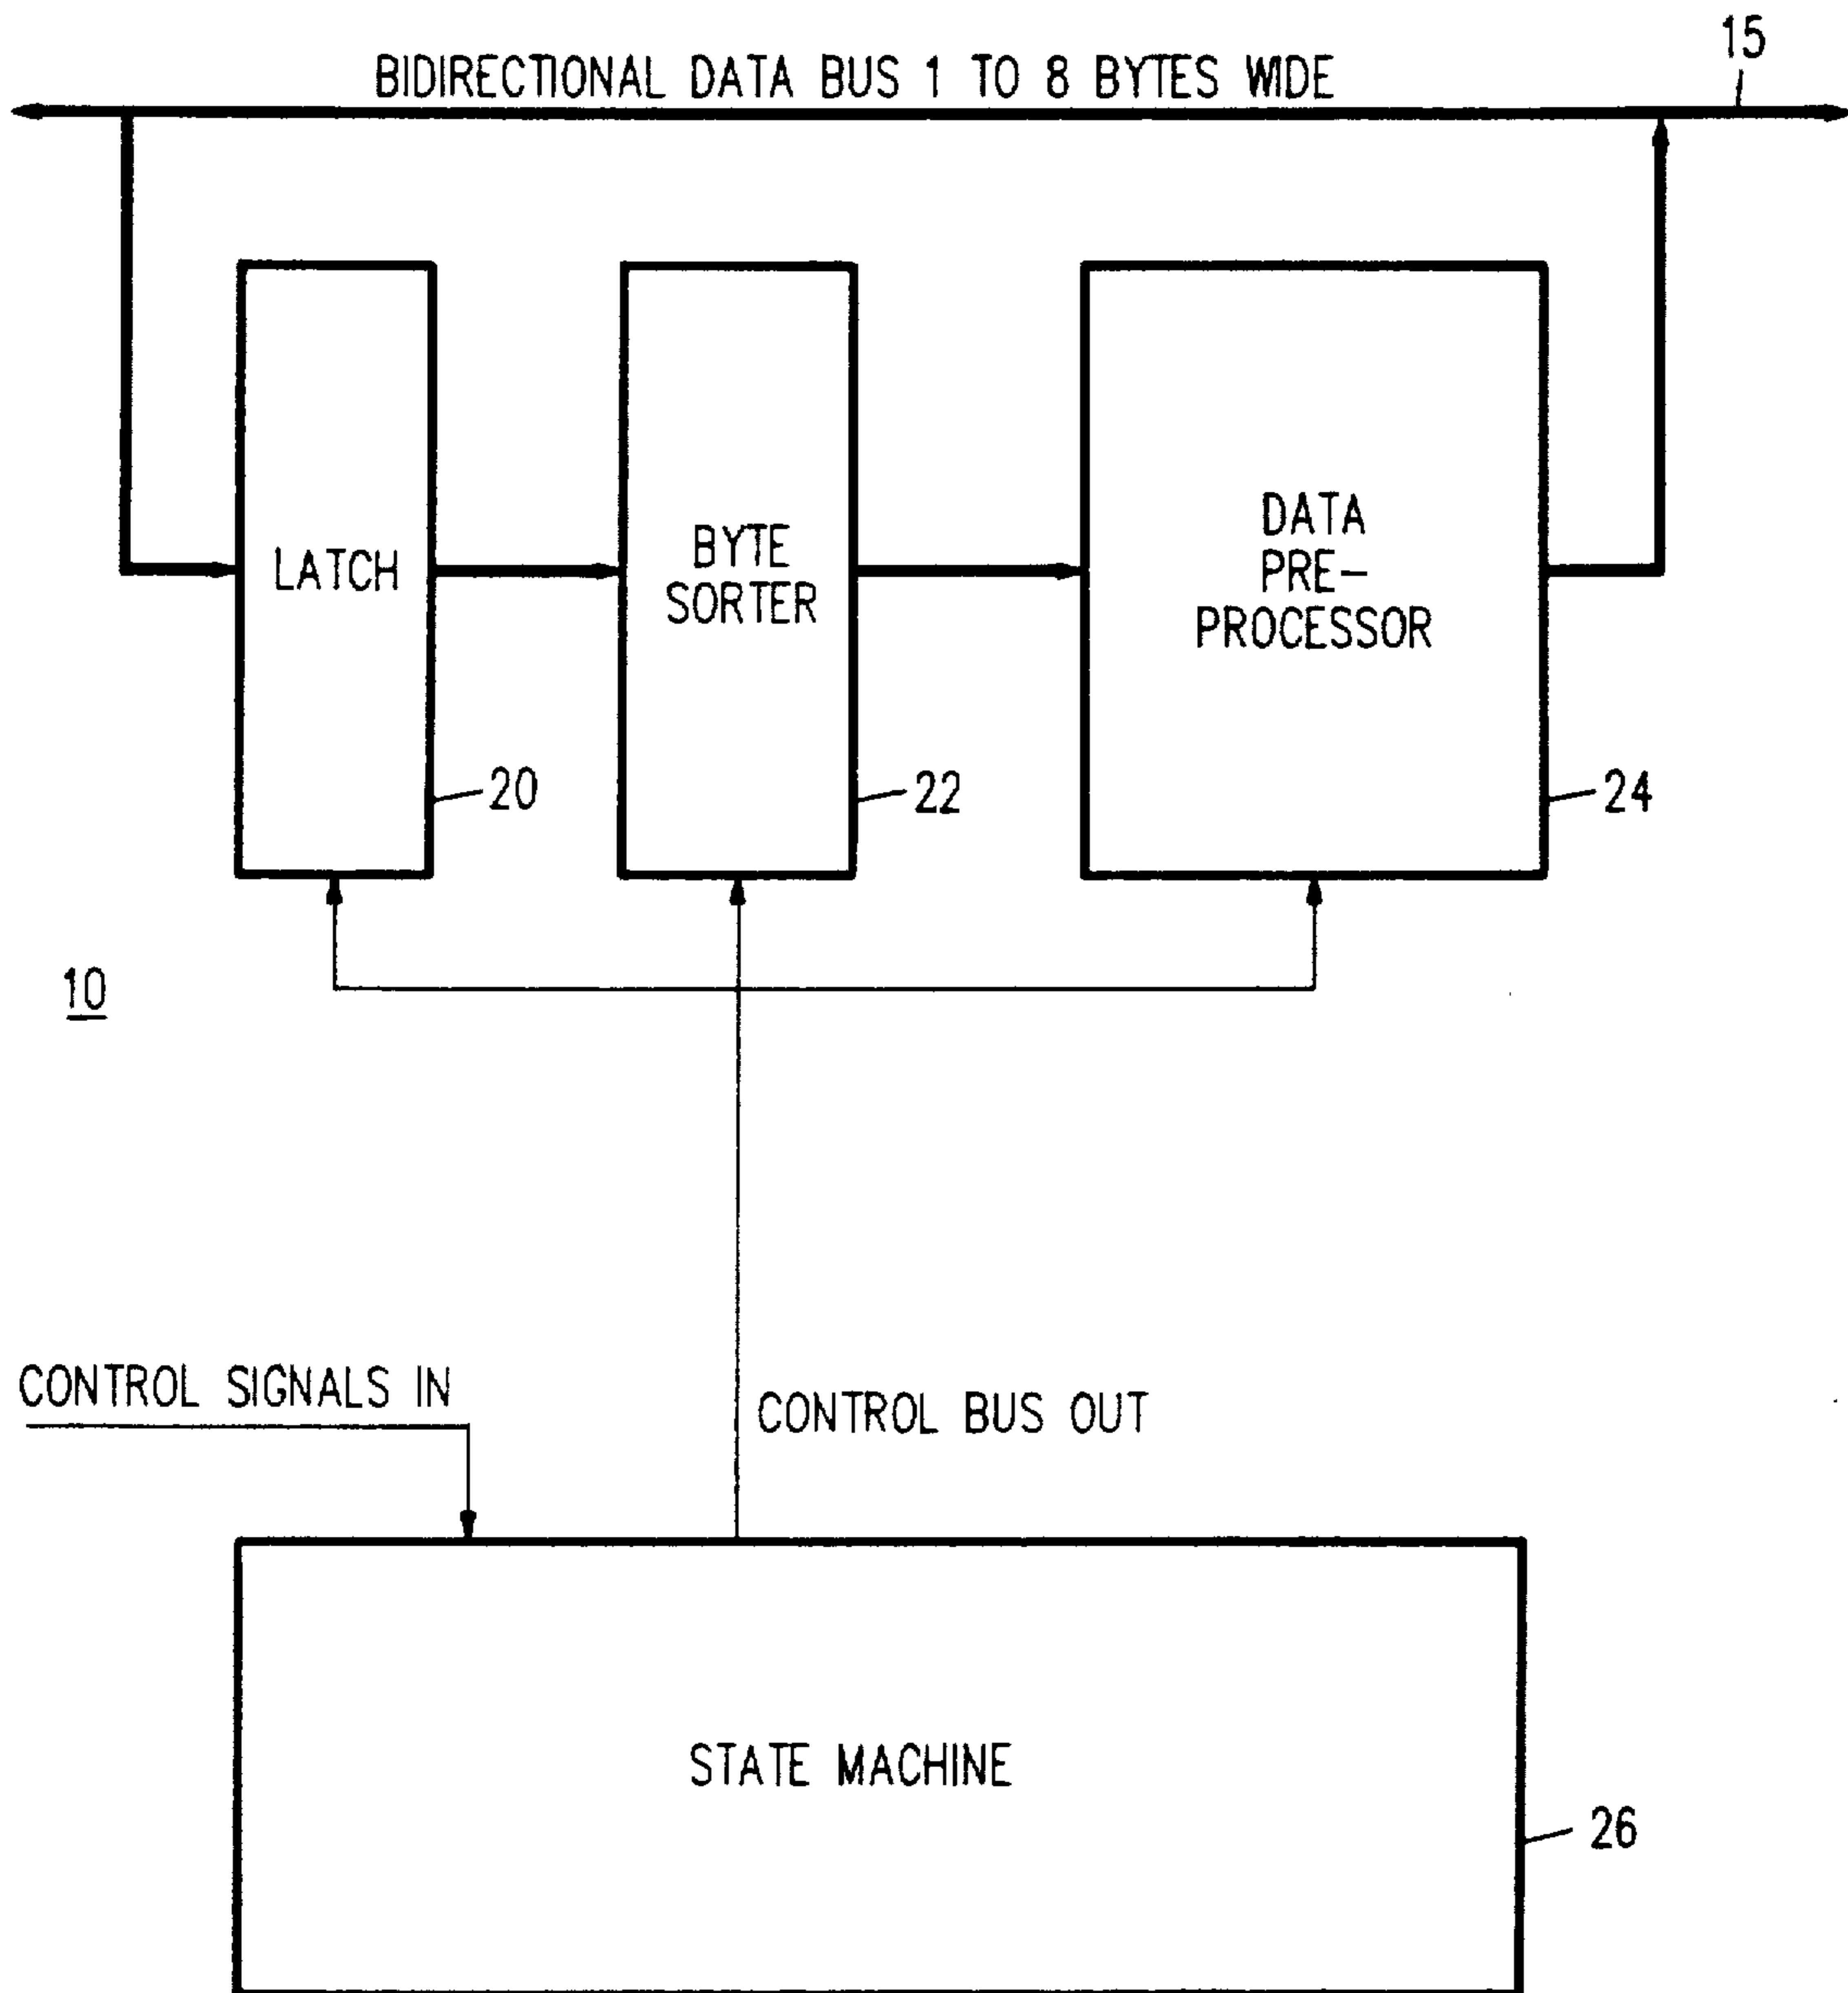 15
BIDIRECTIONAL DATA BUS 1 TO 8 BYTES WIDE
LATCH
BYTE
SORTER
DATA
PRE-
PROCESSOR
20
22
24
10
CONTROL SIGNALS IN
CONTROL BUS OUT
STATE MACHINE
26